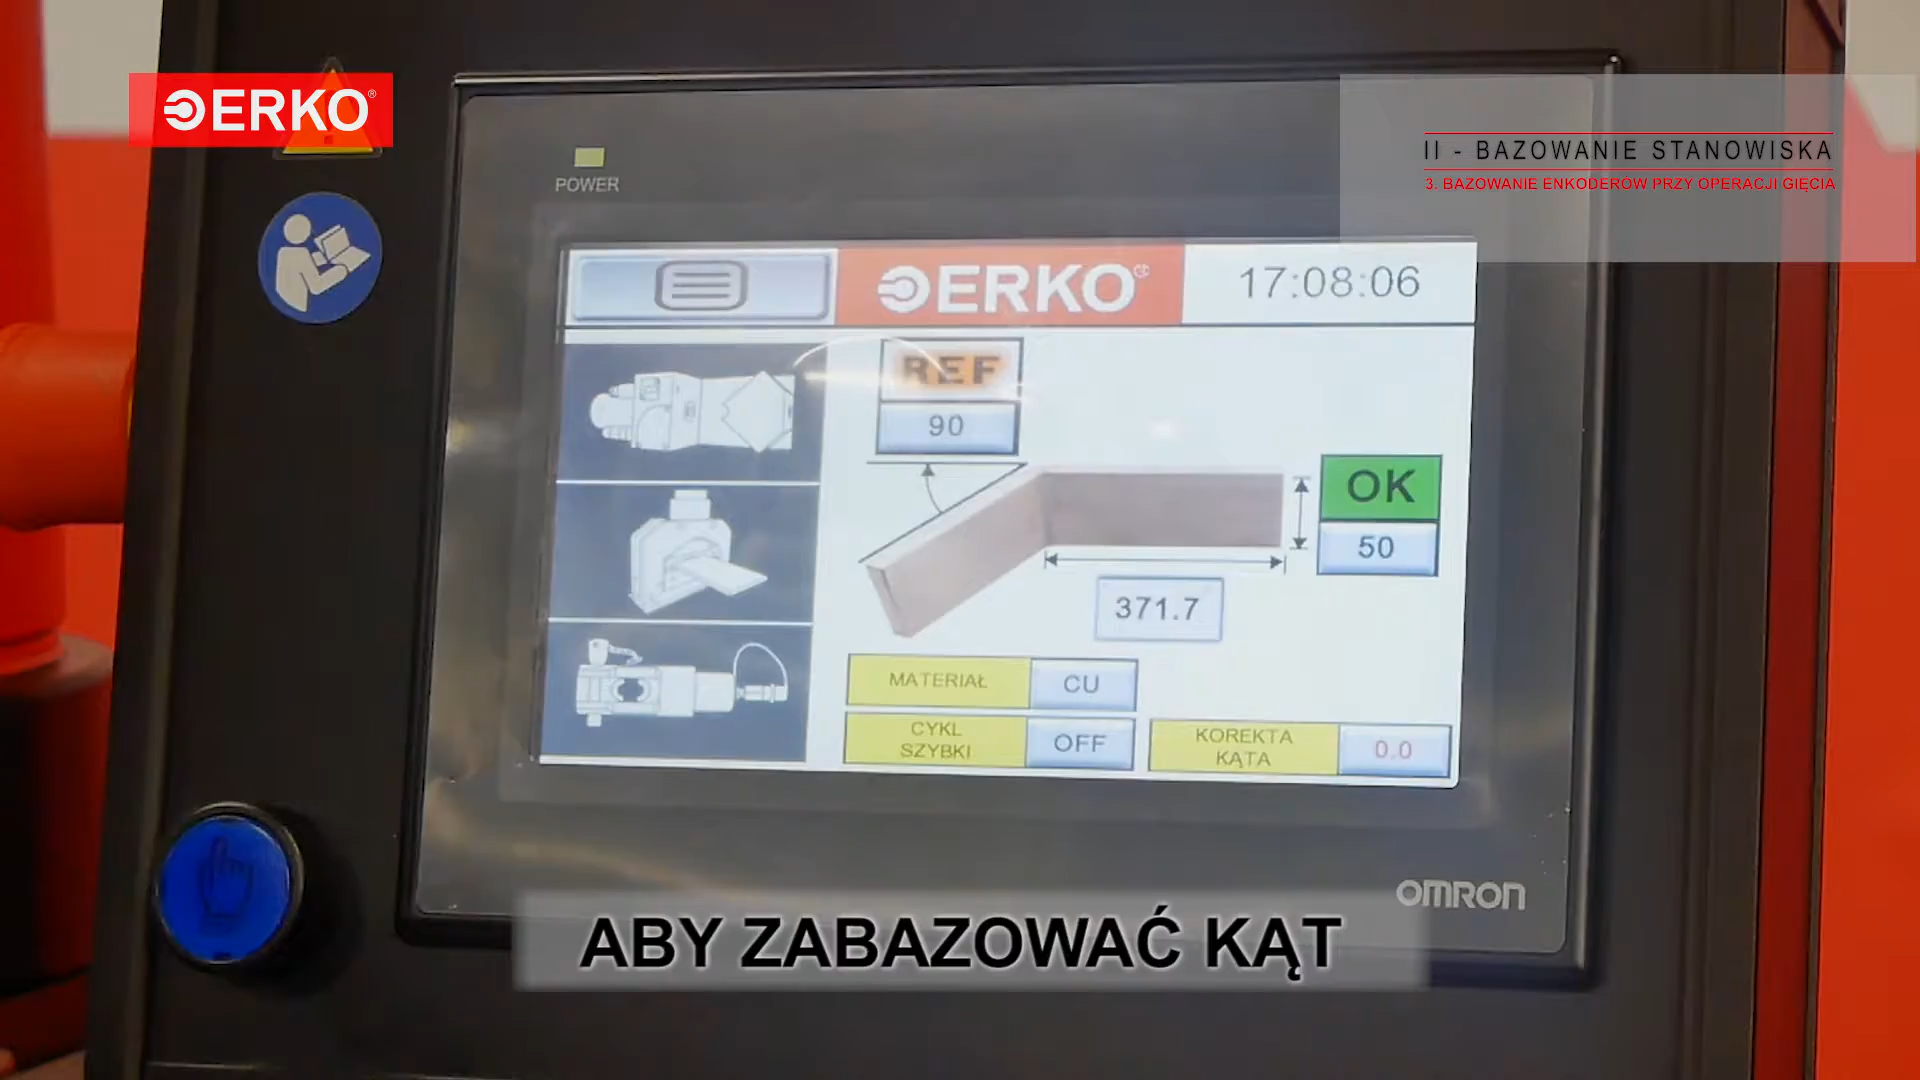 ERKO®
II - BAZOWANIE STANOWISKA
3. BAZOWANIE ENKODERÓW PRZY OPERACJI GIĘCIA
POWER
ERKO
17:08:06
REF
90
OK
50
371.7
MATERIAŁ
CU
CYKL
SZYBKI
OFF
KOREKTA
KĄTA
0.0
OMRON
ABY ZABAZOWAĆ KĄT